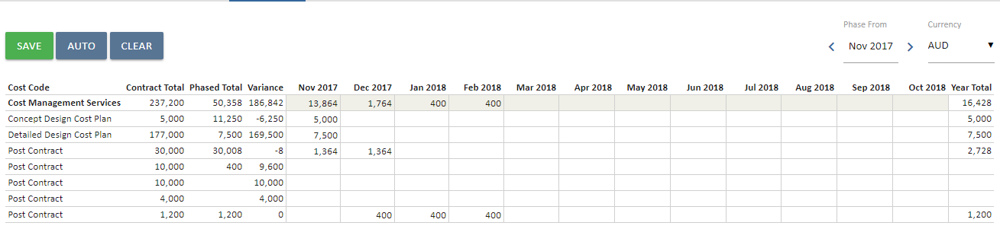 Phase From Currency
SAVE AUTO CLEAR Nov 2017 AUD
Cost Code Contract Total Phased Total Variance Nov 2017 Dec 2017 Jan 2018 Feb 2018 Mar 2018 Apr 2018 May 2018 Jun 2018 Jul 2018 Aug 2018 Sep 2018 Oct 2018 Year Total
Cost Management Services 237,200 50,358 186,842 13,864 1,764 400 400 16,428
Concept Design Cost Plan 5,000 11,250 -6,250 5,000 5,000
Detailed Design Cost Plan 177,000 7,500 169,500 7,500 7,500
Post Contract 30,000 30,008 -8 1,364 1,364 2,728
Post Contract 10,000 400 9,600
Post Contract 10,000 10,000
Post Contract 4,000 4,000
Post Contract 1,200 1,200 0 400 400 400 1,200